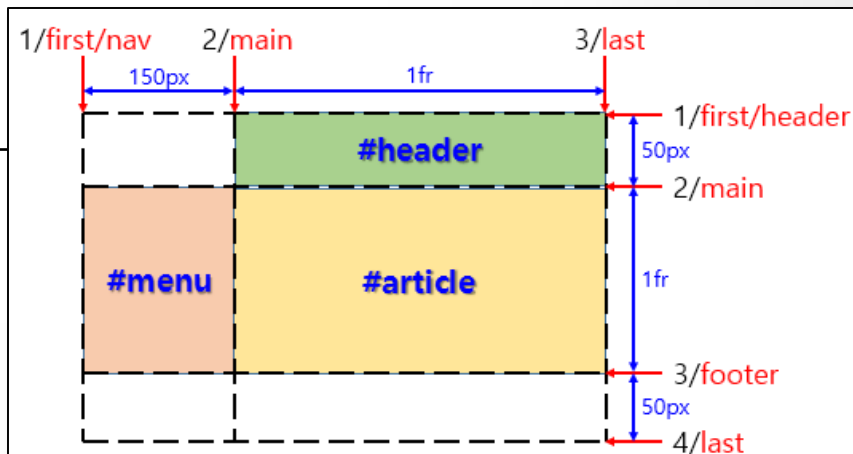 1/first/nav 2/main 3/last
150px 1fr
1/first/header
#header 50px
2/main
#menu #article 1fr
3/footer
50px
4/last